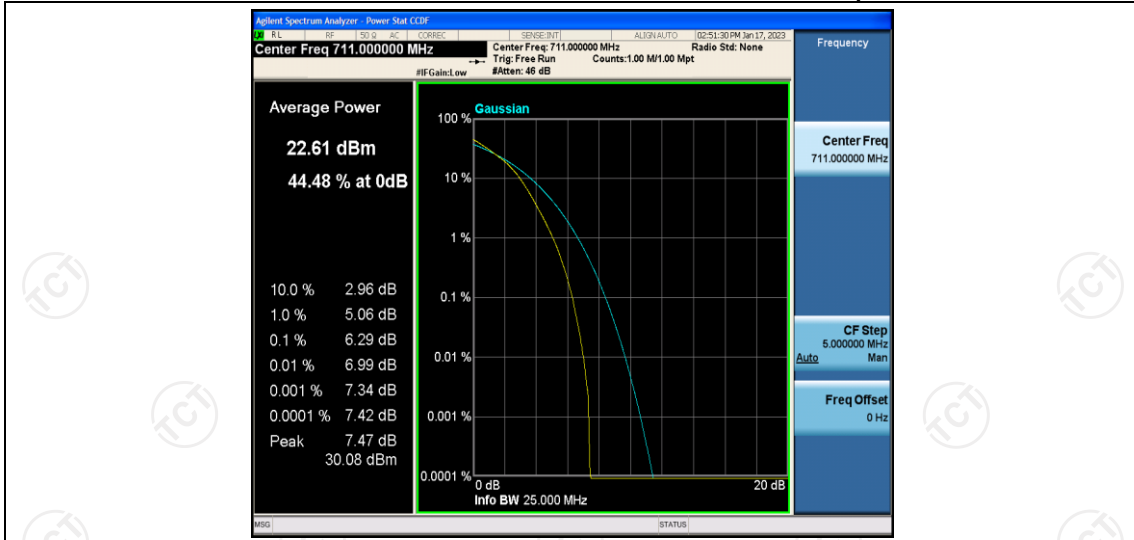 Agilent Spectrum Analyzer - Power Stat CCDF
LXI RL RF 50 Ω AC CORREC SENSE:INT ALIGNAUTO 02:51:30 PM Jan 17, 2023
Center Freq 711.000000 MHz
Center Freq: 711.000000 MHz Radio Std: None
Trig: Free Run Counts:1.00 M/1.00 Mpt
#IFGain:Low #Atten: 46 dB
Frequency
Average Power
22.61 dBm
44.48 % at 0dB
10.0 % 2.96 dB
1.0 % 5.06 dB
0.1 % 6.29 dB
0.01 % 6.99 dB
0.001 % 7.34 dB
0.0001 % 7.42 dB
Peak 7.47 dB
30.08 dBm
Gaussian
100 %
10 %
1 %
0.1 %
0.01 %
0.001 %
0.0001 %
0 dB 20 dB
Info BW 25.000 MHz
Center Freq
711.000000 MHz
CF Step
5.000000 MHz
Auto Man
Freq Offset
0 Hz
MSG STATUS
TCT
TCT
TCT
TCT